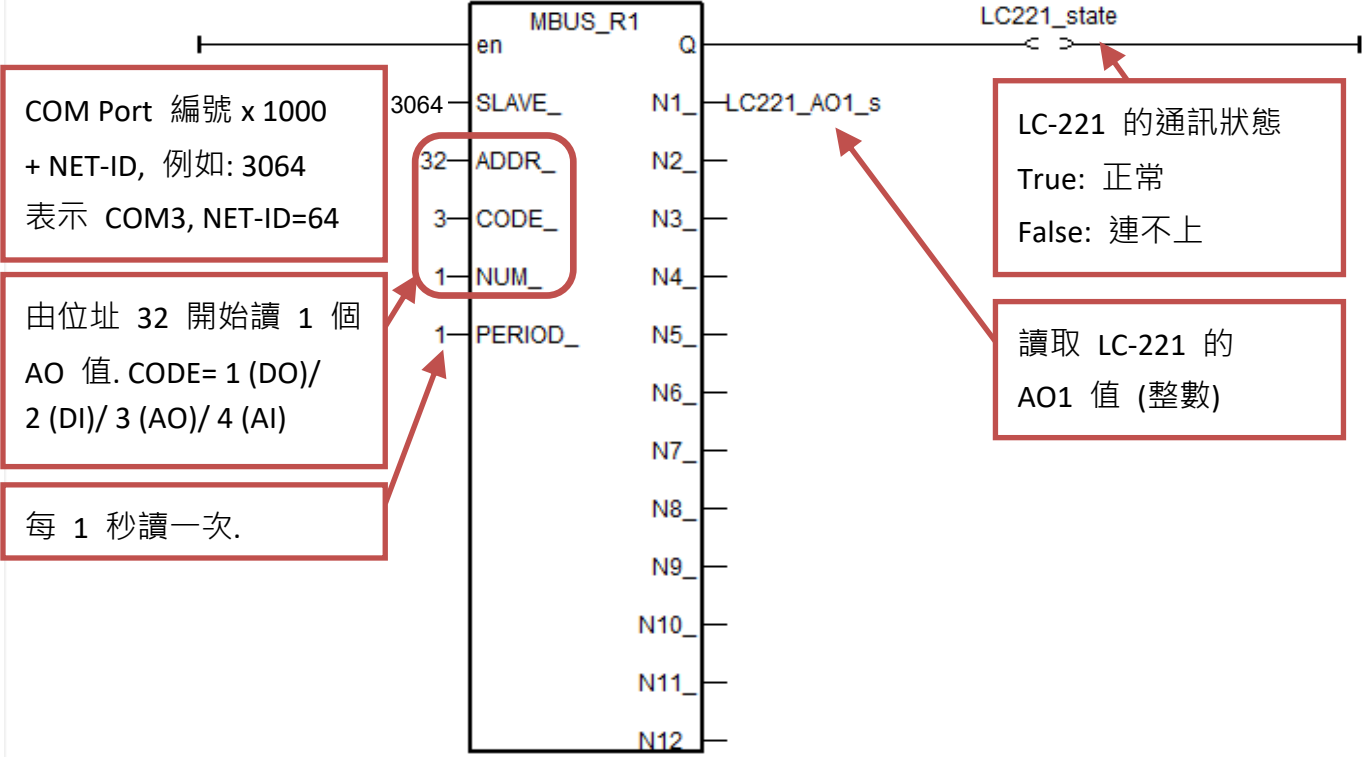 MBUS_R1
LC221_state
en
Q
COM Port 編號 x 1000
+ NET-ID, 例如: 3064
表示 COM3, NET-ID=64
3064
SLAVE_
N1_
LC221_AO1_s
32
ADDR_
N2_
3
CODE_
N3_
1
NUM_
N4_
1
PERIOD_
N5_
N6_
N7_
N8_
N9_
N10_
N11_
N12
由位址 32 開始讀 1 個
AO 值. CODE= 1 (DO)/
2 (DI)/ 3 (AO)/ 4 (AI)
每 1 秒讀一次.
LC-221 的通訊狀態
True: 正常
False: 連不上
讀取 LC-221 的
AO1 值 (整數)